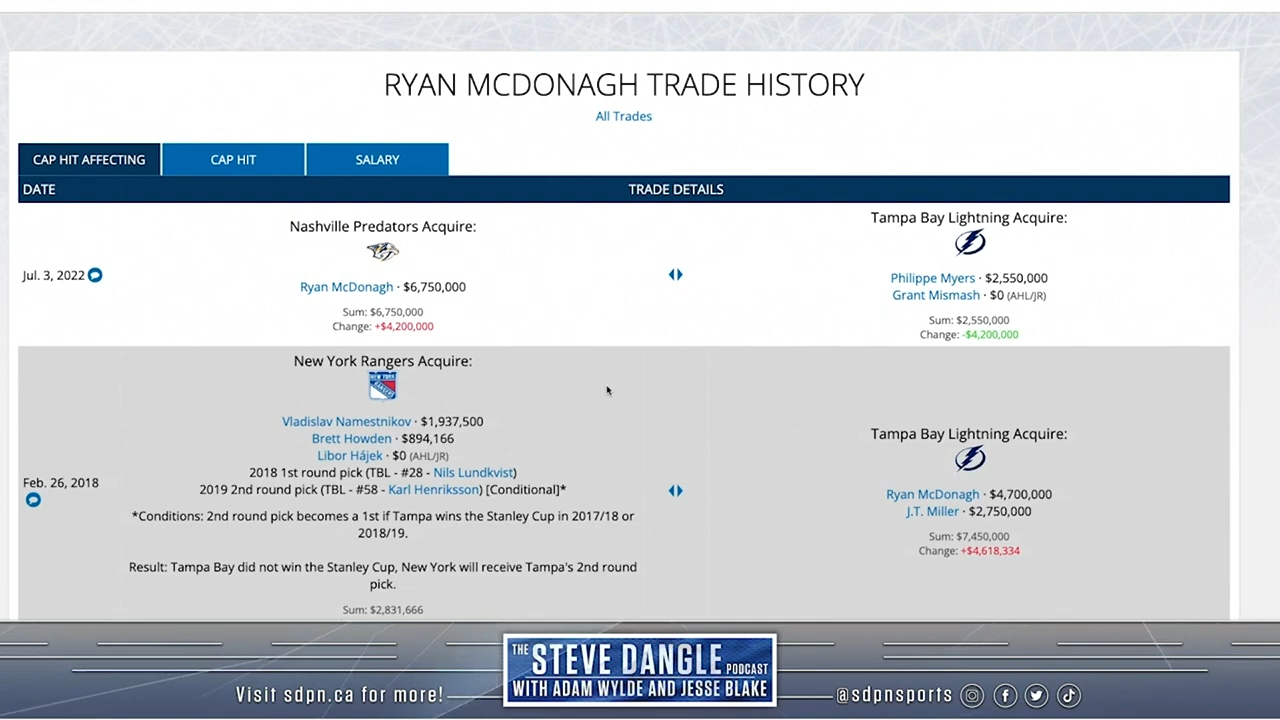 RYAN MCDONAGH TRADE HISTORY
All Trades
CAP HIT AFFECTING
CAP HIT
SALARY
DATE
TRADE DETAILS
Jul. 3, 2022
Nashville Predators Acquire:
Ryan McDonagh · $6,750,000
Sum: $6,750,000
Change: +$4,200,000
Tampa Bay Lightning Acquire:
Philippe Myers · $2,550,000
Grant Mismash · $0 (AHL/JR)
Sum: $2,550,000
Change: -$4,200,000
Feb. 26, 2018
New York Rangers Acquire:
NEW YORK
RANGERS
Vladislav Namestnikov · $1,937,500
Brett Howden · $894,166
Libor Hájek · $0 (AHL/JR)
2018 1st round pick (TBL - #28 - Nils Lundkvist)
2019 2nd round pick (TBL - #58 - Karl Henriksson) [Conditional]*
*Conditions: 2nd round pick becomes a 1st if Tampa wins the Stanley Cup in 2017/18 or
2018/19.
Result: Tampa Bay did not win the Stanley Cup, New York will receive Tampa's 2nd round
pick.
Sum: $2,831,666
Tampa Bay Lightning Acquire:
Ryan McDonagh · $4,700,000
J.T. Miller · $2,750,000
Sum: $7,450,000
Change: +$4,618,334
Visit sdpn.ca for more!
THE STEVE DANGLE PODCAST
WITH ADAM WYLDE AND JESSE BLAKE
@sdpnsports